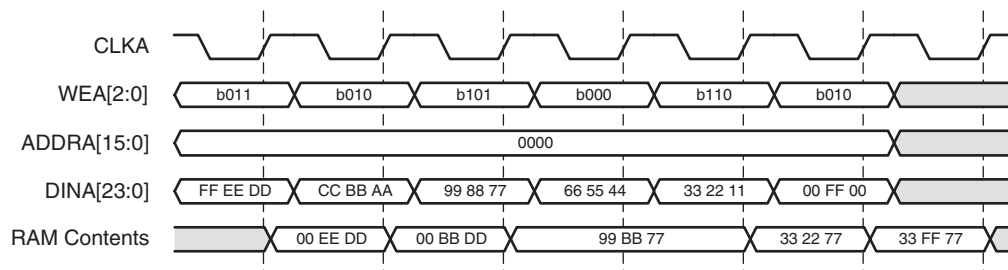 CLKA
WEA[2:0] b011 b010 b101 b000 b110 b010
ADDRA[15:0] 0000
DINA[23:0] FF EE DD CC BB AA 99 88 77 66 55 44 33 22 11 00 FF 00
RAM Contents 00 EE DD 00 BB DD 99 BB 77 33 22 77 33 FF 77